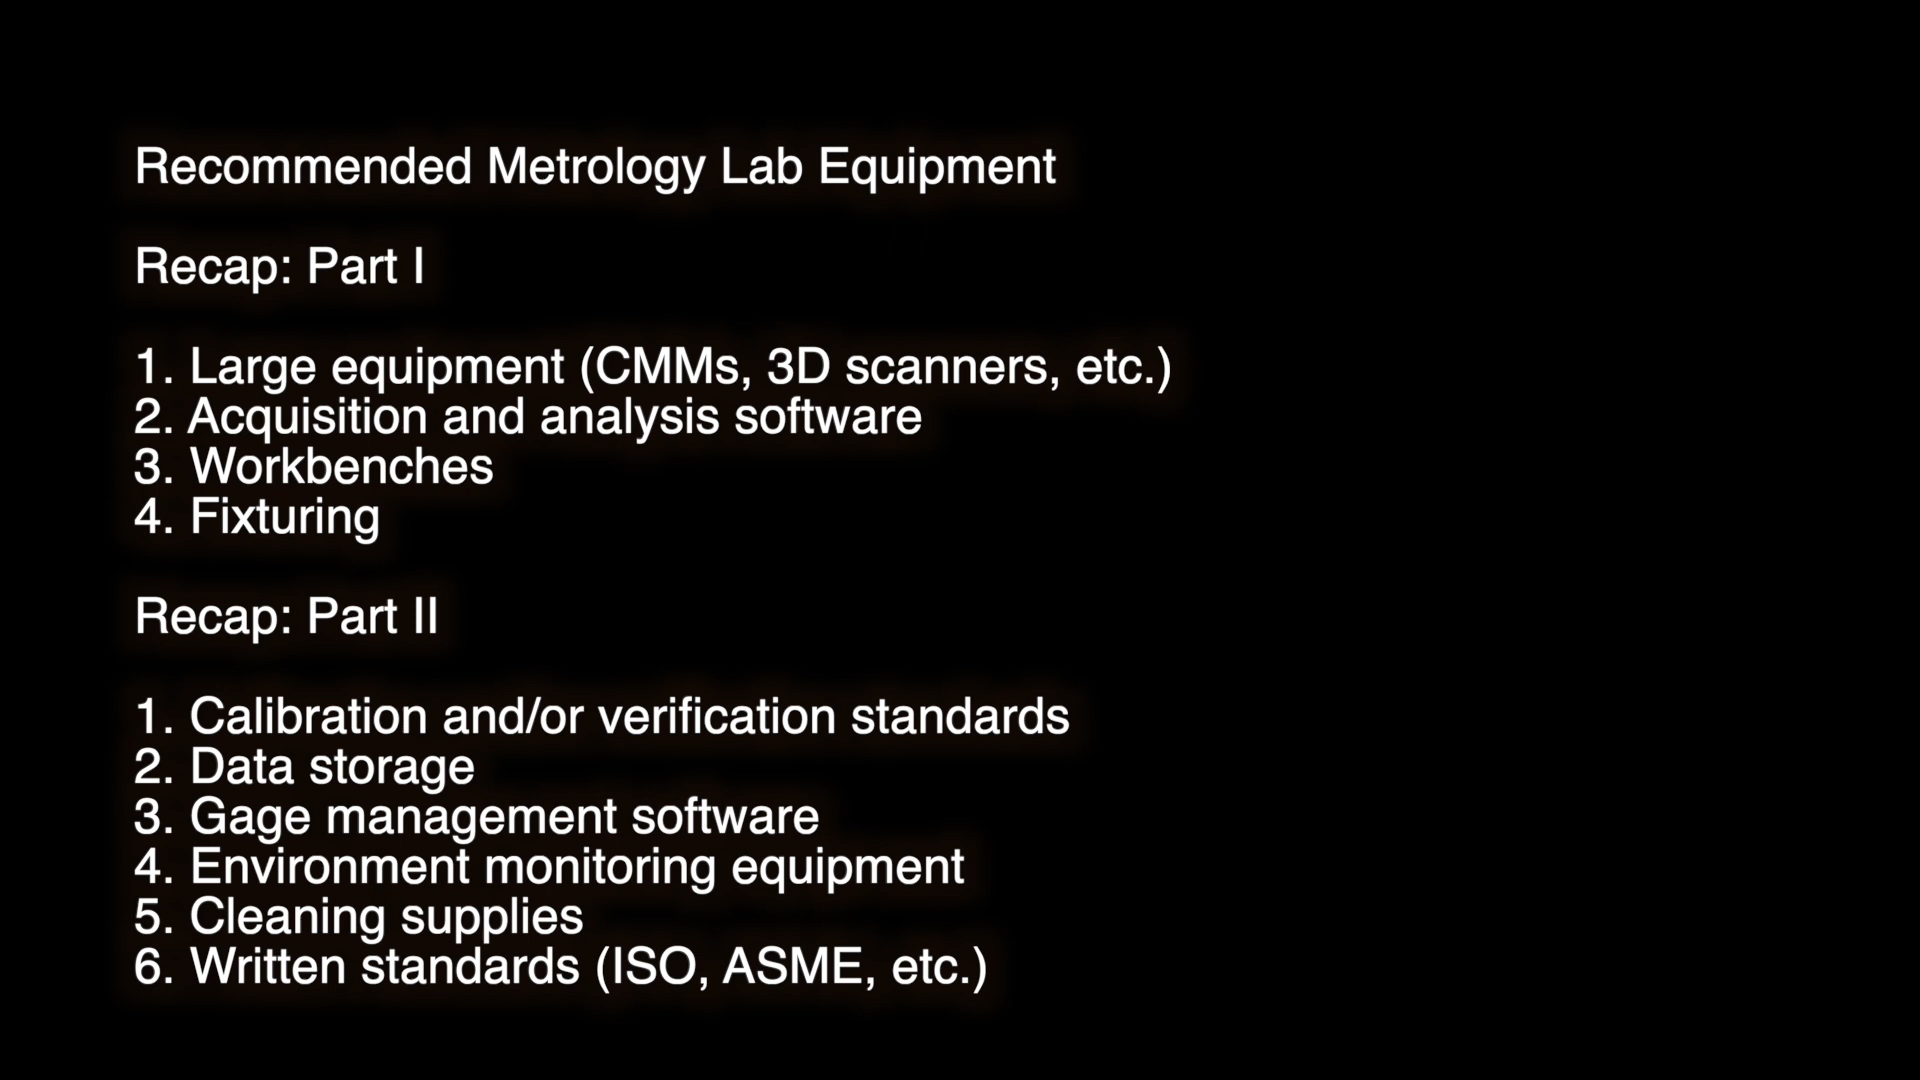 Recommended Metrology Lab Equipment
Recap: Part I
1. Large equipment (CMMs, 3D scanners, etc.)
2. Acquisition and analysis software
3. Workbenches
4. Fixturing
Recap: Part II
1. Calibration and/or verification standards
2. Data storage
3. Gage management software
4. Environment monitoring equipment
5. Cleaning supplies
6. Written standards (ISO, ASME, etc.)